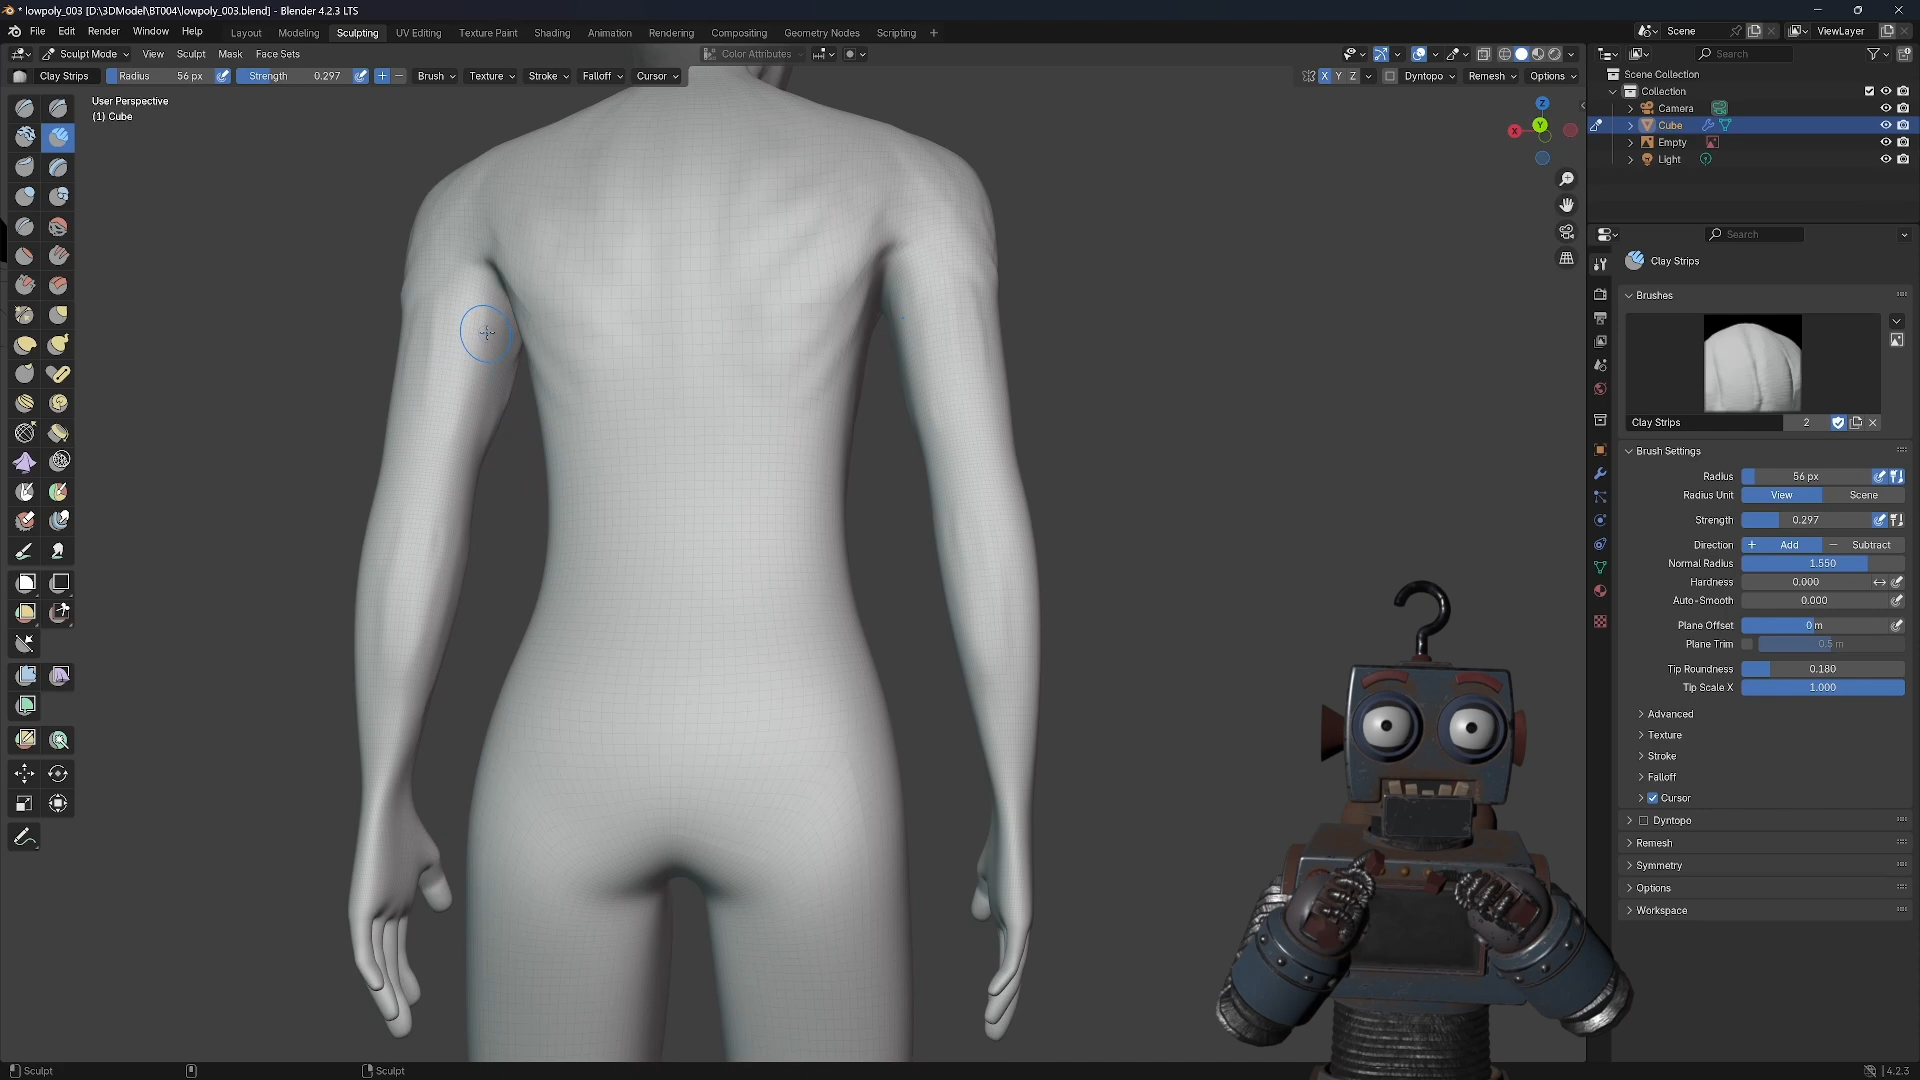 * lowpoly_003 [D:\3DModel\BT004\lowpoly_003.blend] - Blender 4.2.3 LTS
File Edit Render Window Help Layout Modeling Sculpting UV Editing Texture Paint Shading Animation Rendering Compositing Geometry Nodes Scripting + Scene ViewLayer
Sculpt Mode View Sculpt Mask Face Sets Color Attributes Search
Clay Strips Radius 56 px Strength 0.297 Brush Texture Stroke Falloff Cursor X Y Z Dyntopo Remesh Options
User Perspective
(1) Cube
Z
Y
X
Scene Collection
Collection
Camera
Cube
Empty
Light
Search
Clay Strips
Brushes
Clay Strips 2
Brush Settings
Radius 56 px
Radius Unit View Scene
Strength 0.297
Direction + Add - Subtract
Normal Radius 1.550
Hardness 0.000
Auto-Smooth 0.000
Plane Offset 0 m
Plane Trim 0.5 m
Tip Roundness 0.180
Tip Scale X 1.000
Advanced
Texture
Stroke
Falloff
Cursor
Dyntopo
Remesh
Symmetry
Options
Workspace
Sculpt Sculpt 4.2.3